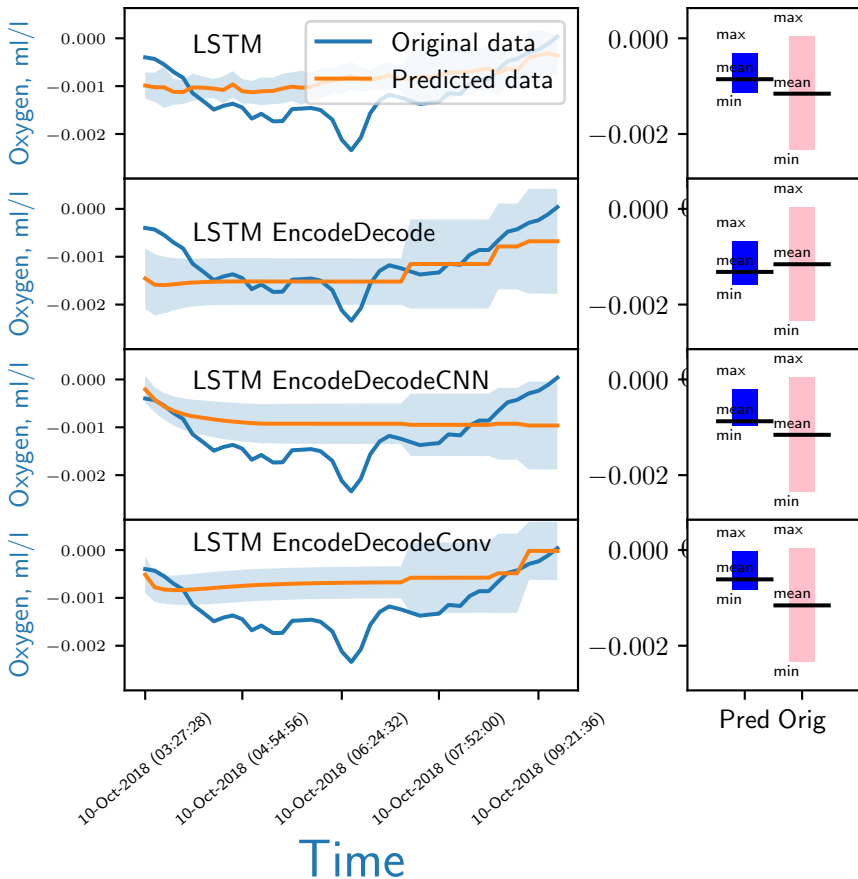 Oxygen, ml/l
0.000
−0.001
−0.002
LSTM
Original data
Predicted data
0.000
−0.002
max
mean
min
max
mean
min
Oxygen, ml/l
0.000
−0.001
−0.002
LSTM EncodeDecode
0.000
−0.002
max
mean
min
max
mean
min
Oxygen, ml/l
0.000
−0.001
−0.002
LSTM EncodeDecodeCNN
0.000
−0.002
max
mean
min
max
mean
min
Oxygen, ml/l
0.000
−0.001
−0.002
LSTM EncodeDecodeConv
0.000
−0.002
max
mean
min
max
mean
min
10-Oct-2018 (03:27:28)
10-Oct-2018 (04:54:56)
10-Oct-2018 (06:24:32)
10-Oct-2018 (07:52:00)
10-Oct-2018 (09:21:36)
Pred Orig
Time